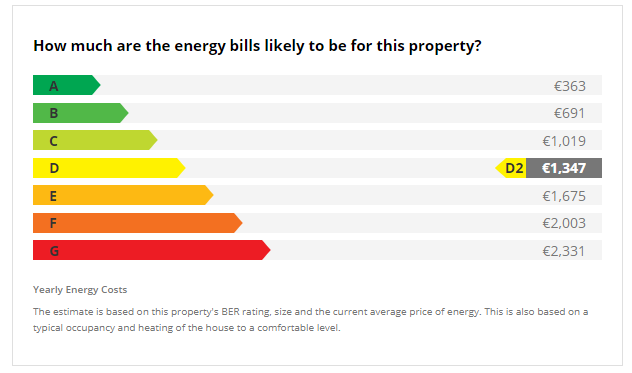 How much are the energy bills likely to be for this property?
A €363
B €691
C €1,019
D D2 €1,347
E €1,675
F €2,003
G €2,331
Yearly Energy Costs
The estimate is based on this property's BER rating, size and the current average price of energy. This is also based on a
typical occupancy and heating of the house to a comfortable level.